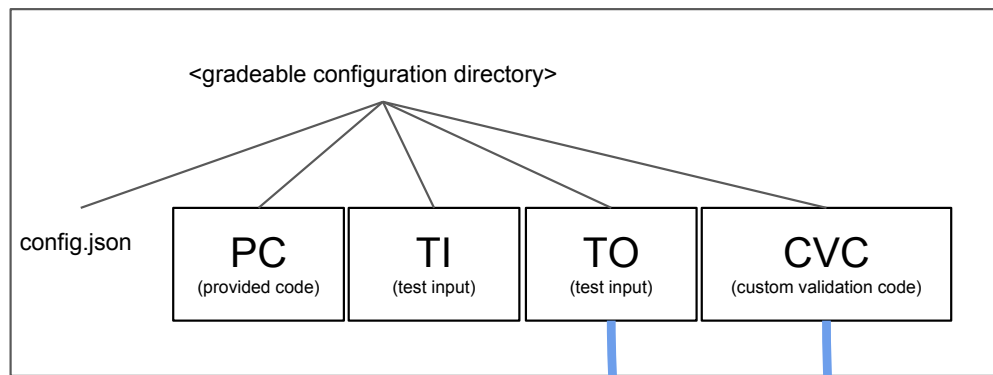 <gradeable configuration directory>
config.json
PC
(provided code)
TI
(test input)
TO
(test input)
CVC
(custom validation code)